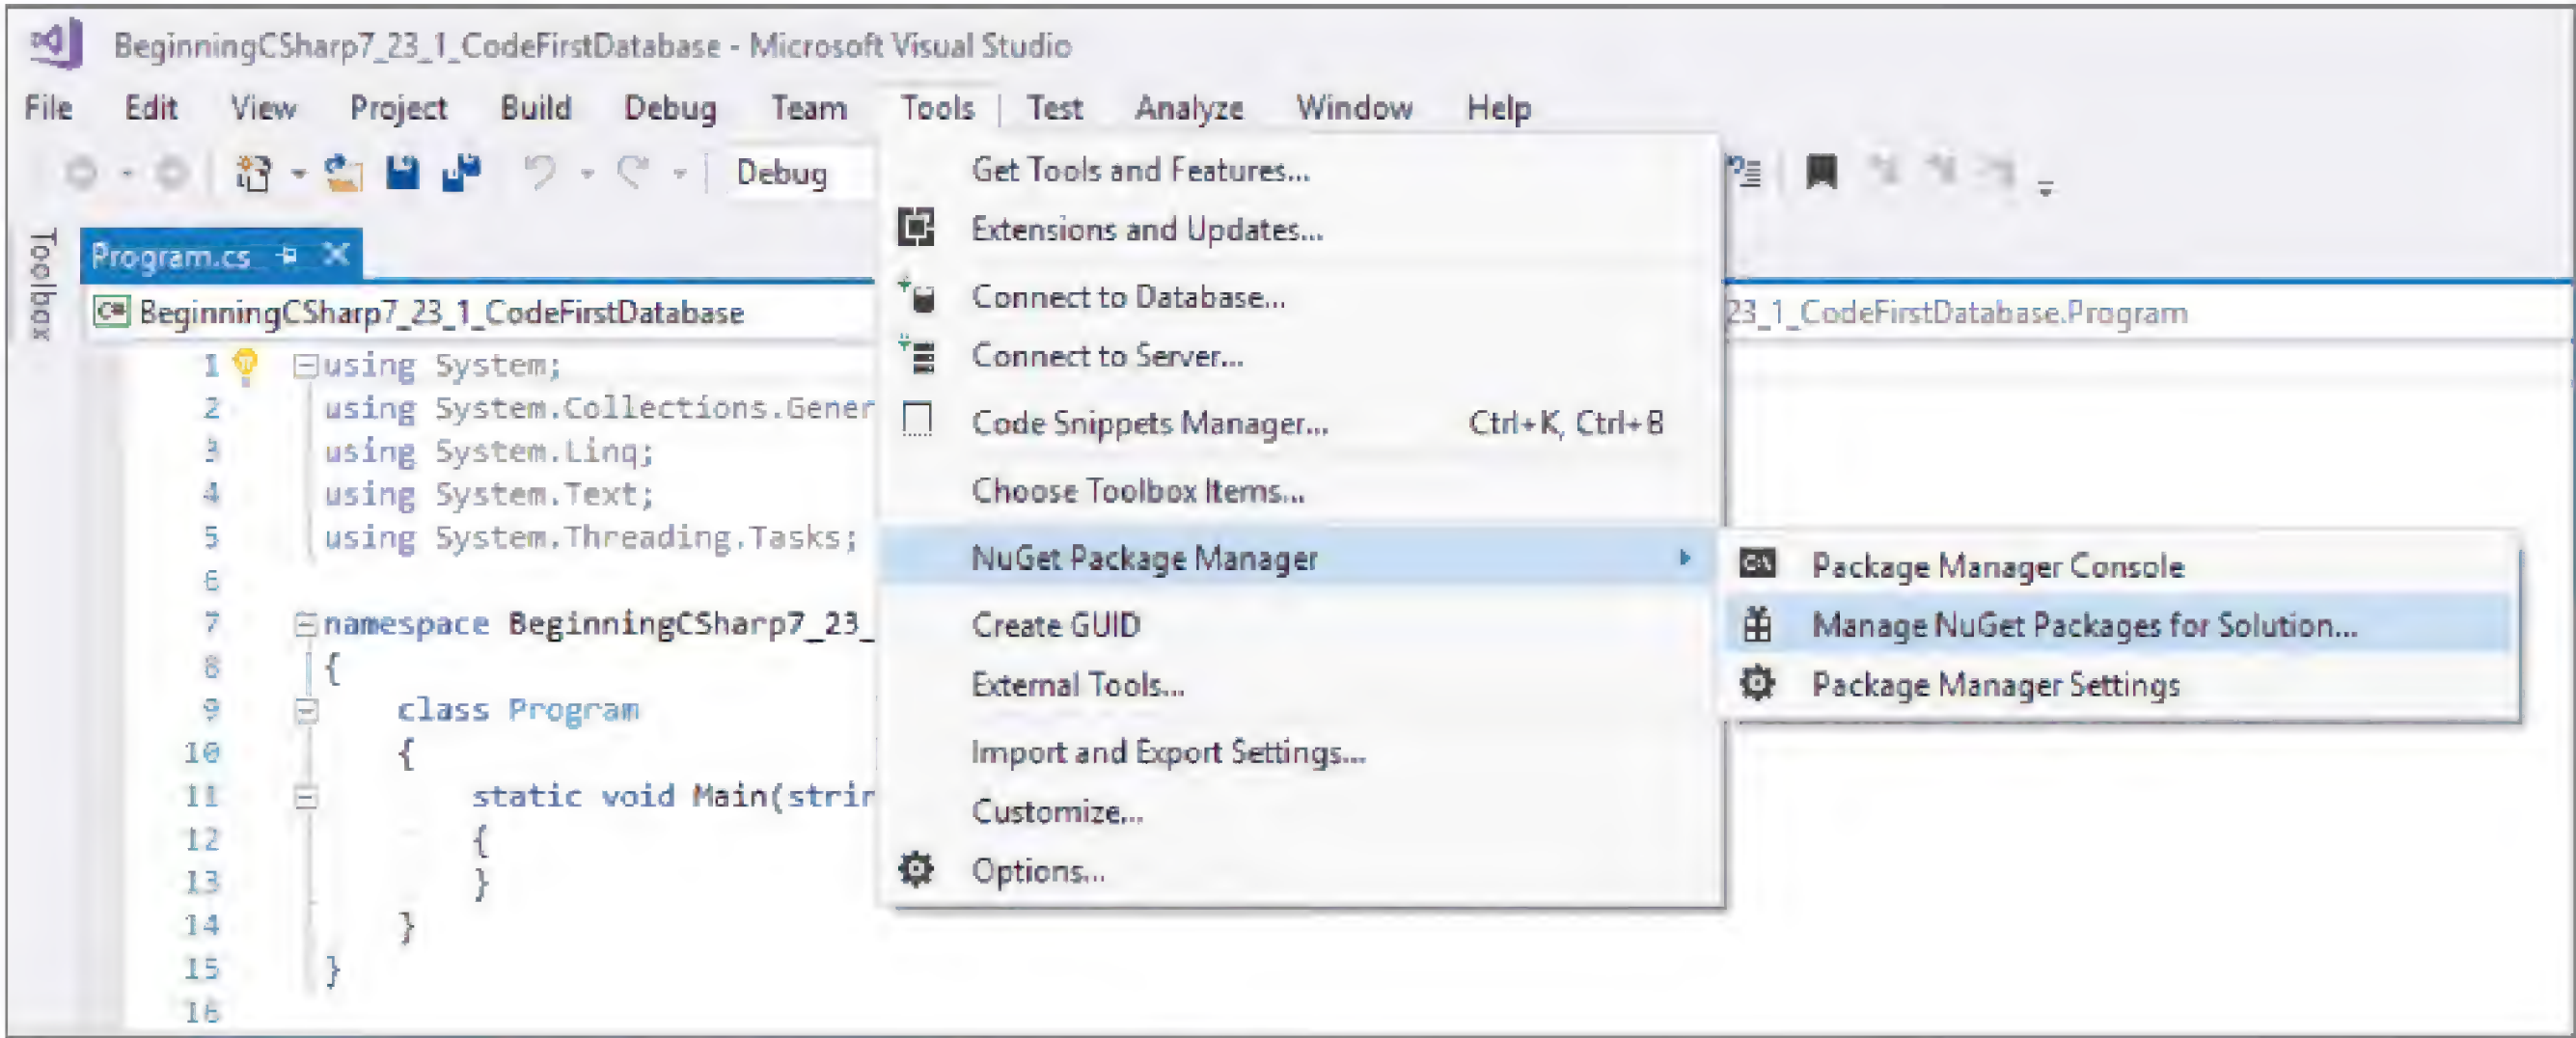 BeginningCSharp7_23_1_CodeFirstDatabase - Microsoft Visual Studio
File Edit View Project Build Debug Team Tools Test Analyze Window Help
Debug
Toolbox
Program.cs
C# BeginningCSharp7_23_1_CodeFirstDatabase
23_1_CodeFirstDatabase.Program
1 using System;
2 using System.Collections.Gener
3 using System.Linq;
4 using System.Text;
5 using System.Threading.Tasks;
6
7 namespace BeginningCSharp7_23_
8 {
9 class Program
10 {
11 static void Main(strin
12 {
13 }
14 }
15 }
16
Get Tools and Features...
Extensions and Updates...
Connect to Database...
Connect to Server...
Code Snippets Manager... Ctrl+K, Ctrl+B
Choose Toolbox Items...
NuGet Package Manager
Create GUID
External Tools...
Import and Export Settings...
Customize...
Options...
C:\ Package Manager Console
Manage NuGet Packages for Solution...
Package Manager Settings